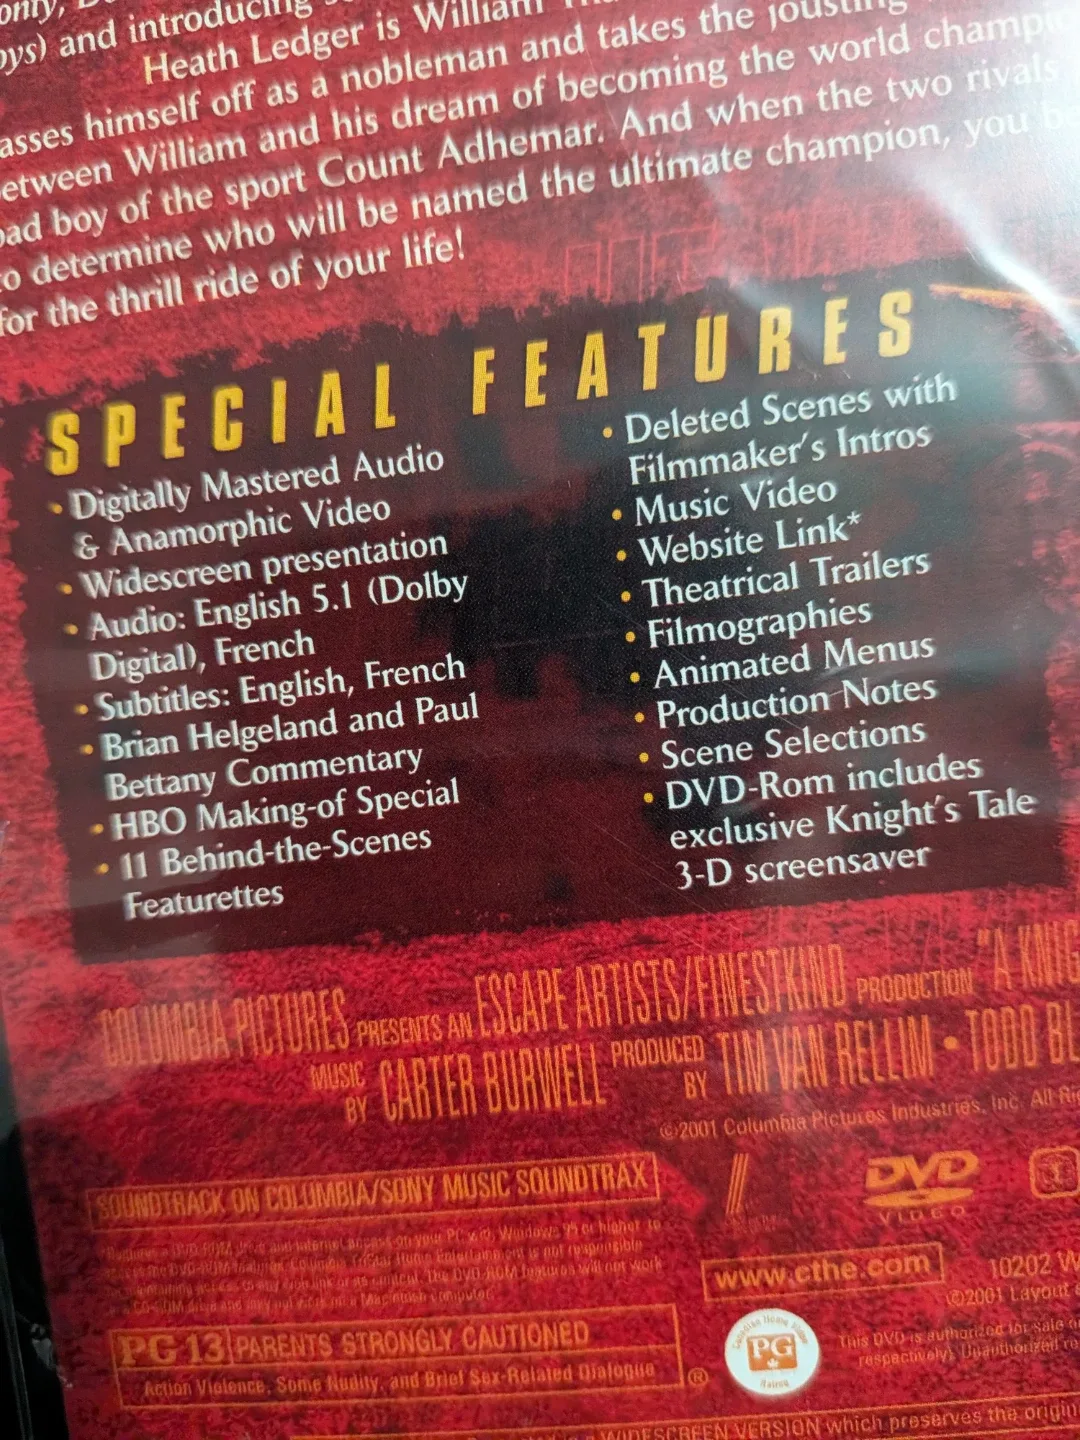 and introducing
Heath Ledger is William
himself off as a nobleman and takes the jousting
between William and his dream of becoming the world
boy of the sport Count Adhemar. And when the two rivals
to determine who will be named the ultimate champion, you
for the thrill ride of your life!
SPECIAL FEATURES
• Digitally Mastered Audio
& Anamorphic Video
• Widescreen presentation
• Audio: English 5.1 (Dolby
Digital), French
• Subtitles: English, French
• Brian Helgeland and Paul
Bettany Commentary
• HBO Making-of Special
• 11 Behind-the-Scenes
Featurettes
• Deleted Scenes with
Filmmaker's Intros
• Music Video
• Website Link*
• Theatrical Trailers
• Filmographies
• Animated Menus
• Production Notes
• Scene Selections
• DVD-Rom includes
exclusive Knight's Tale
3-D screensaver
COLUMBIA PICTURES PRESENTS AN ESCAPE ARTISTS/FINESTKIND PRODUCTION "A
MUSIC BY CARTER BURWELL PRODUCED BY TIM VAN RELLIM • TODD
©2001 Columbia Pictures Industries, Inc. All
SOUNDTRACK ON COLUMBIA/SONY MUSIC SOUNDTRAX
DVD
VIDEO
www.cthe.com
10202
©2001 Layout
PG 13 PARENTS STRONGLY CAUTIONED
Action Violence, Some Nudity, and Brief Sex-Related Dialogue
®
Canadian Home Video
PG
Rating
This DVD is authorized for sale
respectively. Unauthorized
WIDESCREEN VERSION which preserves the